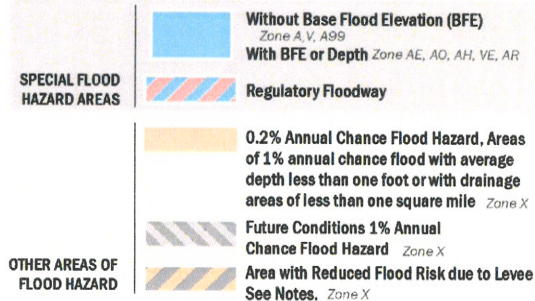 Without Base Flood Elevation (BFE)
Zone A,V, A99
With BFE or Depth Zone AE, AO, AH, VE, AR
SPECIAL FLOOD
HAZARD AREAS
Regulatory Floodway
0.2% Annual Chance Flood Hazard, Areas
of 1% annual chance flood with average
depth less than one foot or with drainage
areas of less than one square mile Zone X
Future Conditions 1% Annual
Chance Flood Hazard Zone X
OTHER AREAS OF
FLOOD HAZARD
Area with Reduced Flood Risk due to Levee
See Notes. Zone X